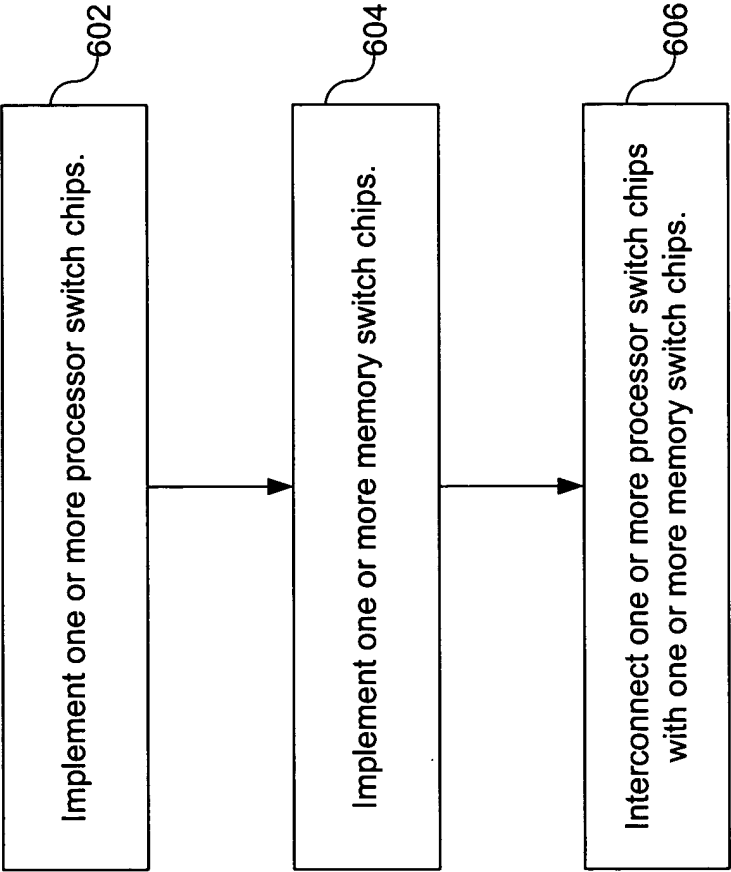 602
Implement one or more processor switch chips.
604
Implement one or more memory switch chips.
606
Interconnect one or more processor switch chips
with one or more memory switch chips.